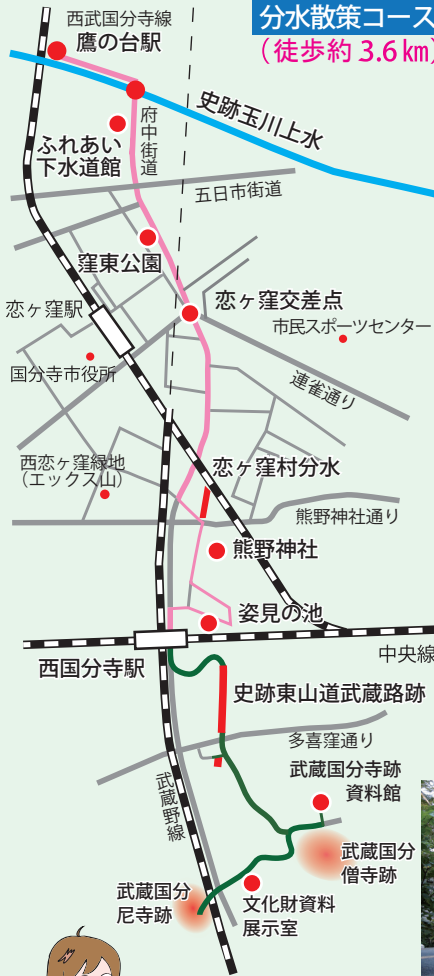 分水散策コース
（徒歩約 3.6 km）
西武国分寺線
鷹の台駅
史跡玉川上水
府中街道
ふれあい
下水道館
五日市街道
窪東公園
恋ヶ窪駅
恋ヶ窪交差点
市民スポーツセンター
国分寺市役所
連雀通り
西恋ヶ窪緑地
（エックス山）
恋ヶ窪村分水
熊野神社通り
熊野神社
姿見の池
西国分寺駅
中央線
史跡東山道武蔵路跡
多喜窪通り
武蔵野線
武蔵国分寺跡
資料館
武蔵国分
僧寺跡
武蔵国分
尼寺跡
文化財資料
展示室